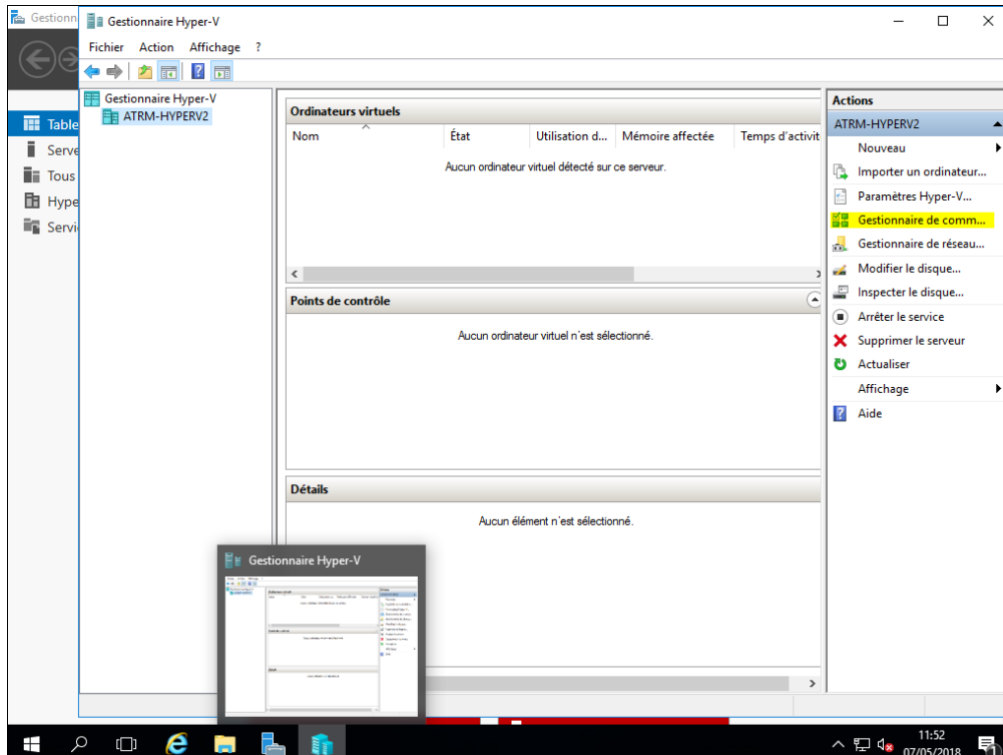 Gestionn
Gestionnaire Hyper-V
Fichier Action Affichage ?
Gestionnaire Hyper-V
ATRM-HYPERV2
Table
Serve
Tous
Hype
Servi
Ordinateurs virtuels
Nom État Utilisation d... Mémoire affectée Temps d'activit
Aucun ordinateur virtuel détecté sur ce serveur.
Points de contrôle
Aucun ordinateur virtuel n'est sélectionné.
Détails
Aucun élément n'est sélectionné.
Actions
ATRM-HYPERV2
Nouveau
Importer un ordinateur...
Paramètres Hyper-V...
Gestionnaire de comm...
Gestionnaire de réseau...
Modifier le disque...
Inspecter le disque...
Arrêter le service
Supprimer le serveur
Actualiser
Affichage
Aide
Gestionnaire Hyper-V
11:52
07/05/2018